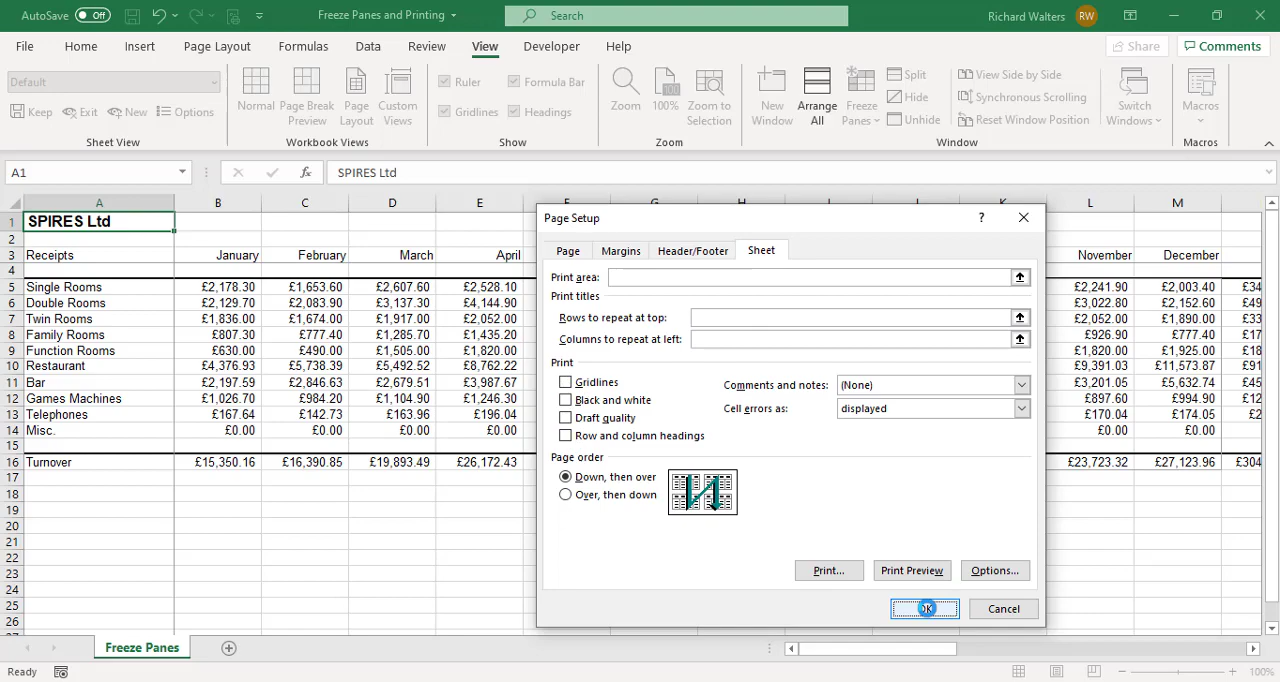 AutoSave Off Freeze Panes and Printing Search Richard Walters RW
File Home Insert Page Layout Formulas Data Review View Developer Help Share Comments
Default
Keep Exit New Options
Sheet View
Normal Page Break Preview Page Layout Custom Views
Workbook Views
Ruler Formula Bar
Gridlines Headings
Show
Zoom 100% Zoom to Selection
Zoom
New Window Arrange All Freeze Panes
Split
Hide
Unhide
View Side by Side
Synchronous Scrolling
Reset Window Position
Switch Windows
Window
Macros
Macros
A1 fx SPIRES Ltd
A B C D E L M
1 SPIRES Ltd
2
3 Receipts January February March April November December
4
5 Single Rooms £2,178.30 £1,653.60 £2,607.60 £2,528.10 £2,241.90 £2,003.40 £34
6 Double Rooms £2,129.70 £2,083.90 £3,137.30 £4,144.90 £3,022.80 £2,152.60 £49
7 Twin Rooms £1,836.00 £1,674.00 £1,917.00 £2,052.00 £2,052.00 £1,890.00 £33
8 Family Rooms £807.30 £777.40 £1,285.70 £1,435.20 £926.90 £777.40 £18
9 Function Rooms £630.00 £490.00 £1,505.00 £1,820.00 £1,820.00 £1,925.00 £18
10 Restaurant £4,376.93 £5,738.39 £5,492.52 £8,762.22 £9,391.03 £11,573.87 £91
11 Bar £2,197.59 £2,846.63 £2,679.51 £3,987.67 £3,201.05 £5,632.74 £45
12 Games Machines £1,026.70 £984.20 £1,104.90 £1,246.30 £897.60 £994.90 £12
13 Telephones £167.64 £142.73 £163.96 £196.04 £170.04 £174.05 £2
14 Misc. £0.00 £0.00 £0.00 £0.00 £0.00 £0.00
15
16 Turnover £15,350.16 £16,390.85 £19,893.49 £26,172.43 £23,723.32 £27,123.96 £304
17
18
19
20
21
22
23
24
25
26
Page Setup ?
Page Margins Header/Footer Sheet
Print area:
Print titles
Rows to repeat at top:
Columns to repeat at left:
Print
Gridlines Comments and notes: (None)
Black and white Cell errors as: displayed
Draft quality
Row and column headings
Page order
Down, then over
Over, then down
Print... Print Preview Options...
OK Cancel
Freeze Panes
Ready 100%